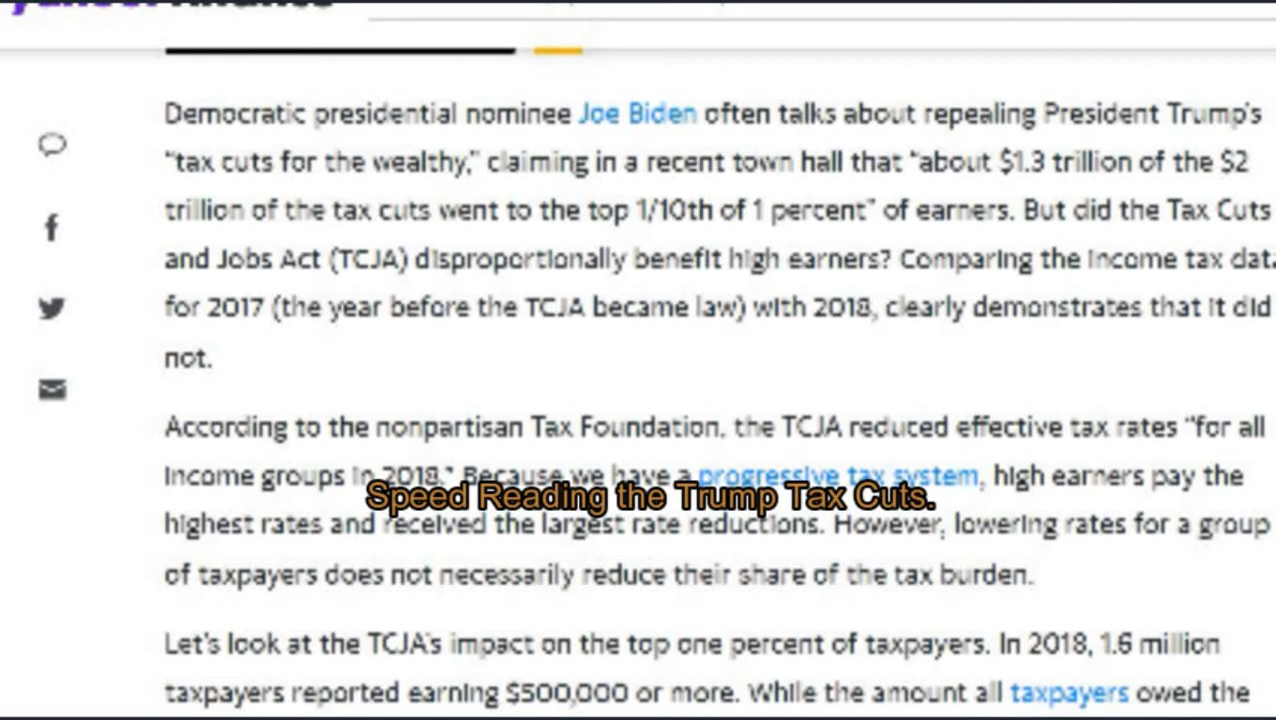 Democratic presidential nominee Joe Biden often talks about repealing President Trump's
"tax cuts for the wealthy," claiming in a recent town hall that "about $1.3 trillion of the $2
trillion of the tax cuts went to the top 1/10th of 1 percent" of earners. But did the Tax Cuts
and Jobs Act (TCJA) disproportionally benefit high earners? Comparing the income tax
for 2017 (the year before the TCJA became law) with 2018, clearly demonstrates that it did
not.
According to the nonpartisan Tax Foundation, the TCJA reduced effective tax rates "for all
income groups in 2018." Because we have a progressive tax system, high earners pay the
Speed Reading the Trump Tax Cuts.
highest rates and received the largest rate reductions. However, lowering rates for a group
of taxpayers does not necessarily reduce their share of the tax burden.
Let's look at the TCJA's impact on the top one percent of taxpayers. In 2018, 1.6 million
taxpayers reported earning $500,000 or more. While the amount all taxpayers owed the